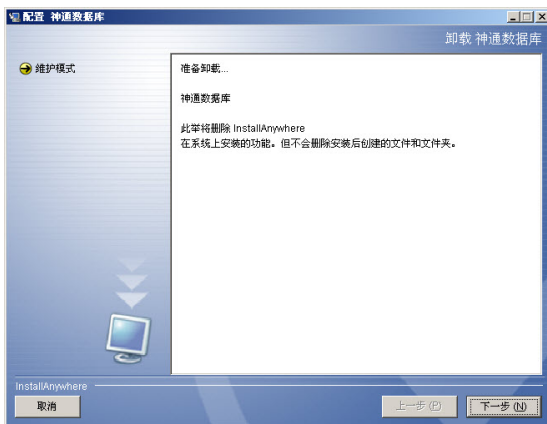 配置 神通数据库
卸载 神通数据库
维护模式
准备卸载...
神通数据库
此举将删除 InstallAnywhere
在系统上安装的功能。但不会删除安装后创建的文件和文件夹。
InstallAnywhere
取消
上一步(P)
下一步(N)